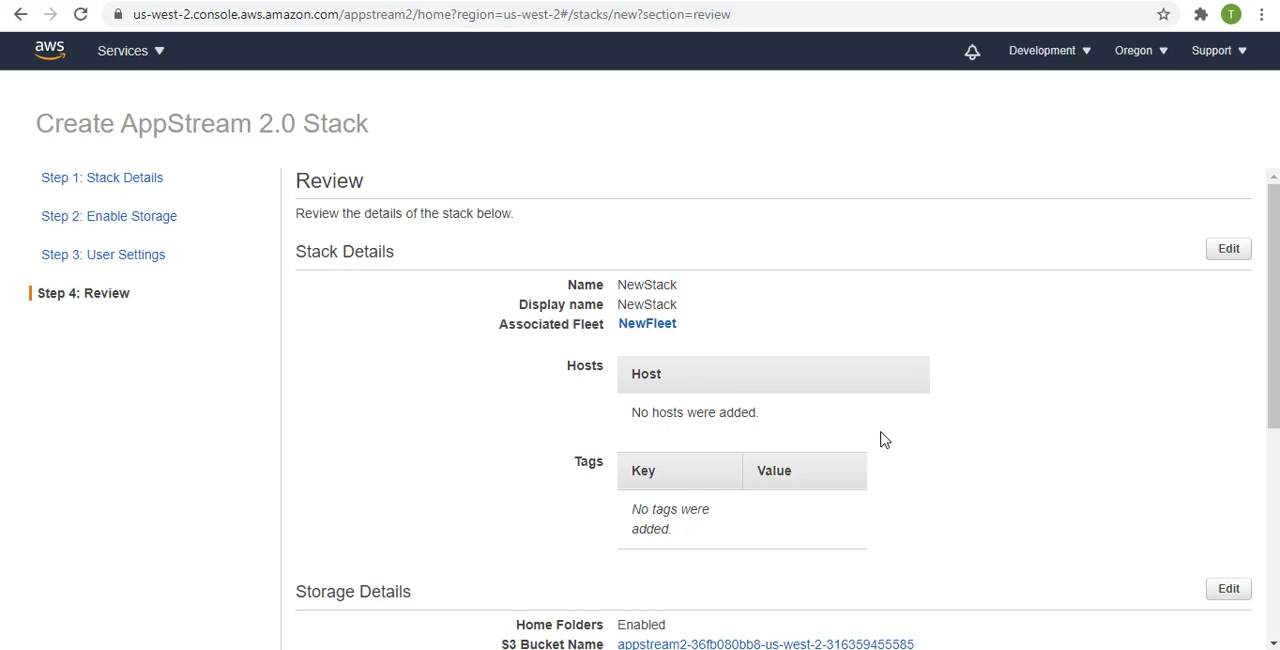 us-west-2.console.aws.amazon.com/appstream2/home?region=us-west-2#/stacks/new?section=review
T
aws
Services
Development
Oregon
Support
Create AppStream 2.0 Stack
Step 1: Stack Details
Step 2: Enable Storage
Step 3: User Settings
Step 4: Review
Review
Review the details of the stack below.
Stack Details
Edit
Name NewStack
Display name NewStack
Associated Fleet NewFleet
Hosts
Host
No hosts were added.
Tags
Key Value
No tags were
added.
Storage Details
Edit
Home Folders Enabled
S3 Bucket Name appstream2-36fb080bb8-us-west-2-316359455585